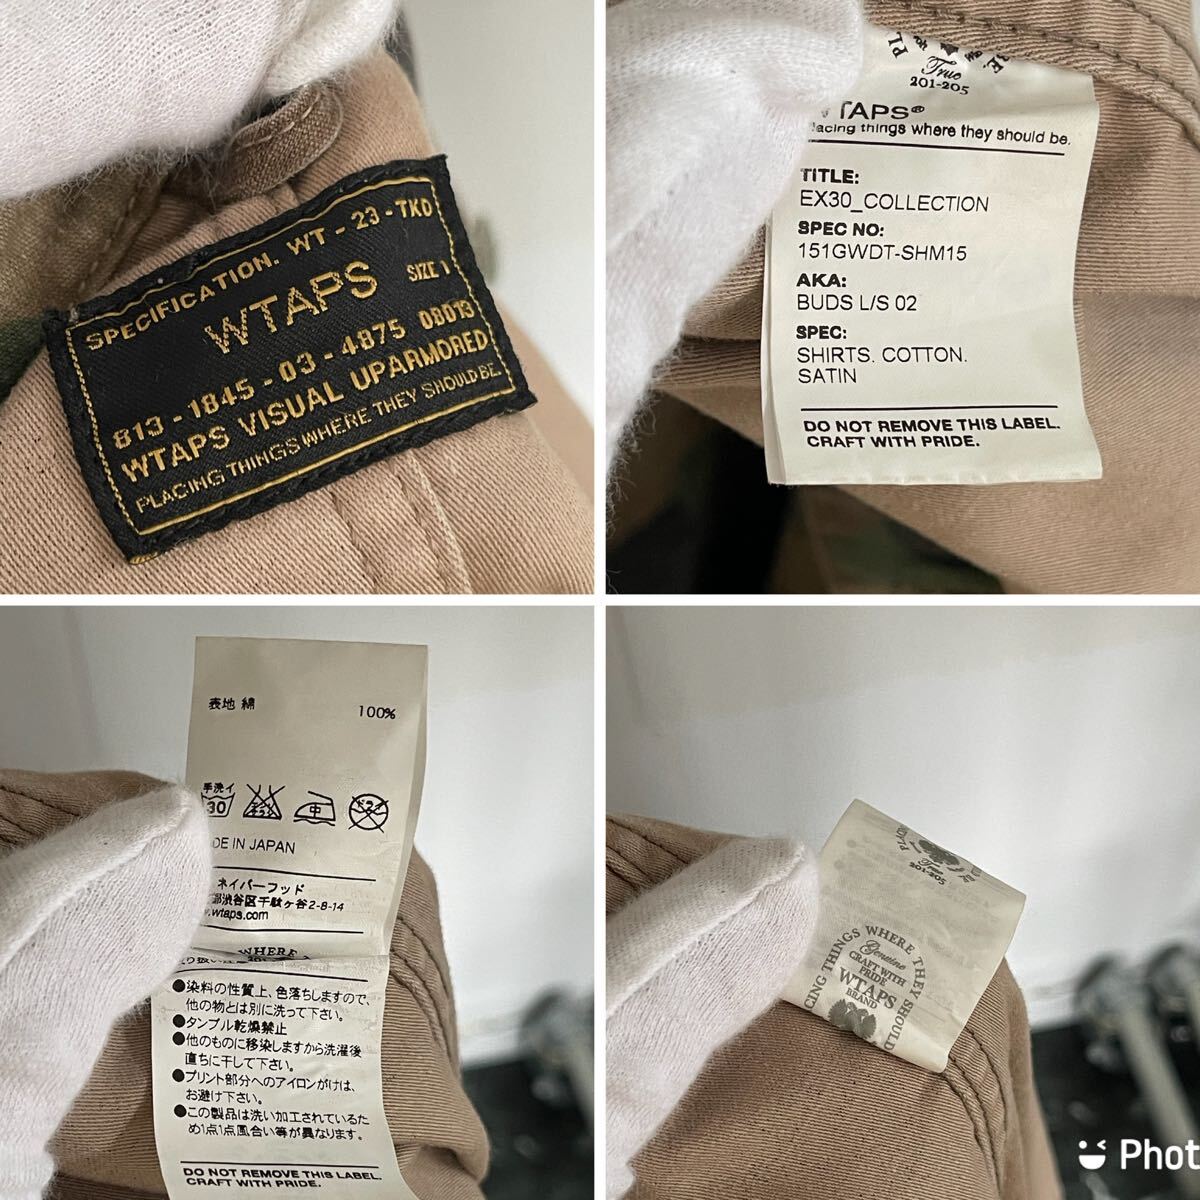 SPECIFICATION. WT - 23 - TKO
WTAPS SIZE 1
813 - 1845 - 03 - 4875 08013
WTAPS VISUAL UPARMORED
PLACING THINGS WHERE THEY SHOULD BE.
True
201-205
WTAPS®
lacing things where they should be.
TITLE:
EX30_COLLECTION
SPEC NO:
151GWDT-SHM15
AKA:
BUDS L/S 02
SPEC:
SHIRTS. COTTON.
SATIN
DO NOT REMOVE THIS LABEL.
CRAFT WITH PRIDE.
表地 綿 100%
手洗イ
30 中
DE IN JAPAN
ネイバーフッド
渋谷区千駄ヶ谷2-8-14
.wtaps.com
WHERE
●染料の性質上、色落ちしますので、
他の物とは別に洗って下さい。
●タンブル乾燥禁止
●他のものに移染しますから洗濯後
直ちに干して下さい。
●プリント部分へのアイロンがけは、
お避け下さい。
●この製品は洗い加工されているた
め1点1点風合い等が異なります。
DO NOT REMOVE THIS LABEL.
CRAFT WITH PRIDE.
True
201-205
CING THINGS WHERE THEY SHOULD
Genuine
CRAFT WITH
PRIDE
WTAPS
BRAND
Phot